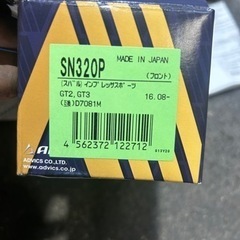 MADE IN JAPAN
SN320P
(フロント)
(スバル) インプレッサスポーツ
GT2, GT3
16.08-
(強)D7081M
ADVICS CO.,LTD.
www.advics.co.jp
4 562372 122712